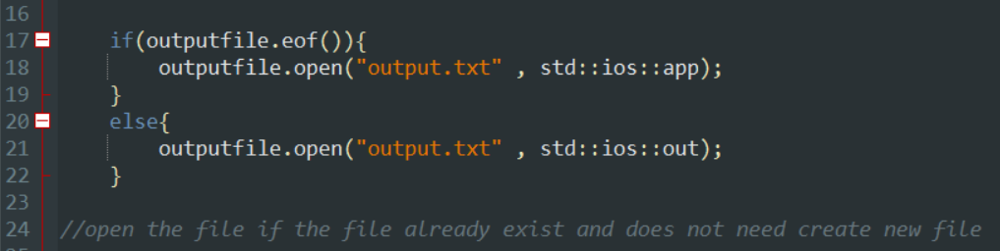 16
17 if(outputfile.eof()){
18 outputfile.open("output.txt" , std::ios::app);
19 }
20 else{
21 outputfile.open("output.txt" , std::ios::out);
22 }
23
24 //open the file if the file already exist and does not need create new file